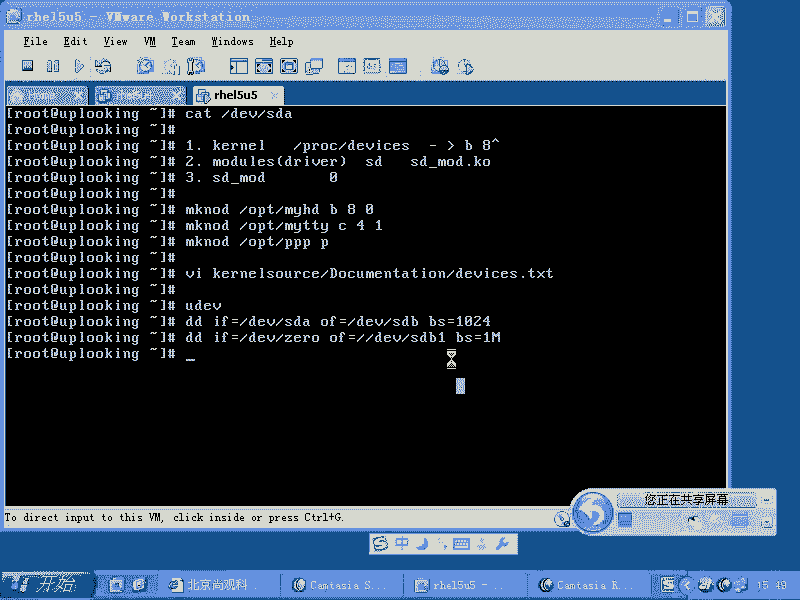 rhel5u5 - VMware Workstation
File Edit View VM Team Windows Help
Home rhel5u5
[root@uplooking ~]# cat /dev/sda
[root@uplooking ~]#
[root@uplooking ~]# 1. kernel /proc/devices - > b 8^
[root@uplooking ~]# 2. modules(driver) sd sd_mod.ko
[root@uplooking ~]# 3. sd_mod 0
[root@uplooking ~]#
[root@uplooking ~]# mknod /opt/myhd b 8 0
[root@uplooking ~]# mknod /opt/mytty c 4 1
[root@uplooking ~]# mknod /opt/ppp p
[root@uplooking ~]#
[root@uplooking ~]# vi kernelsource/Documentation/devices.txt
[root@uplooking ~]#
[root@uplooking ~]# udev
[root@uplooking ~]# dd if=/dev/sda of=/dev/sdb bs=1024
[root@uplooking ~]# dd if=/dev/zero of=//dev/sdb1 bs=1M
[root@uplooking ~]# _
您正在共享屏幕
To direct input to this VM, click inside or press Ctrl+G.
中
开始 北京尚观科... Camtasia S... rhel5u5 - ... Camtasia R... 15 49